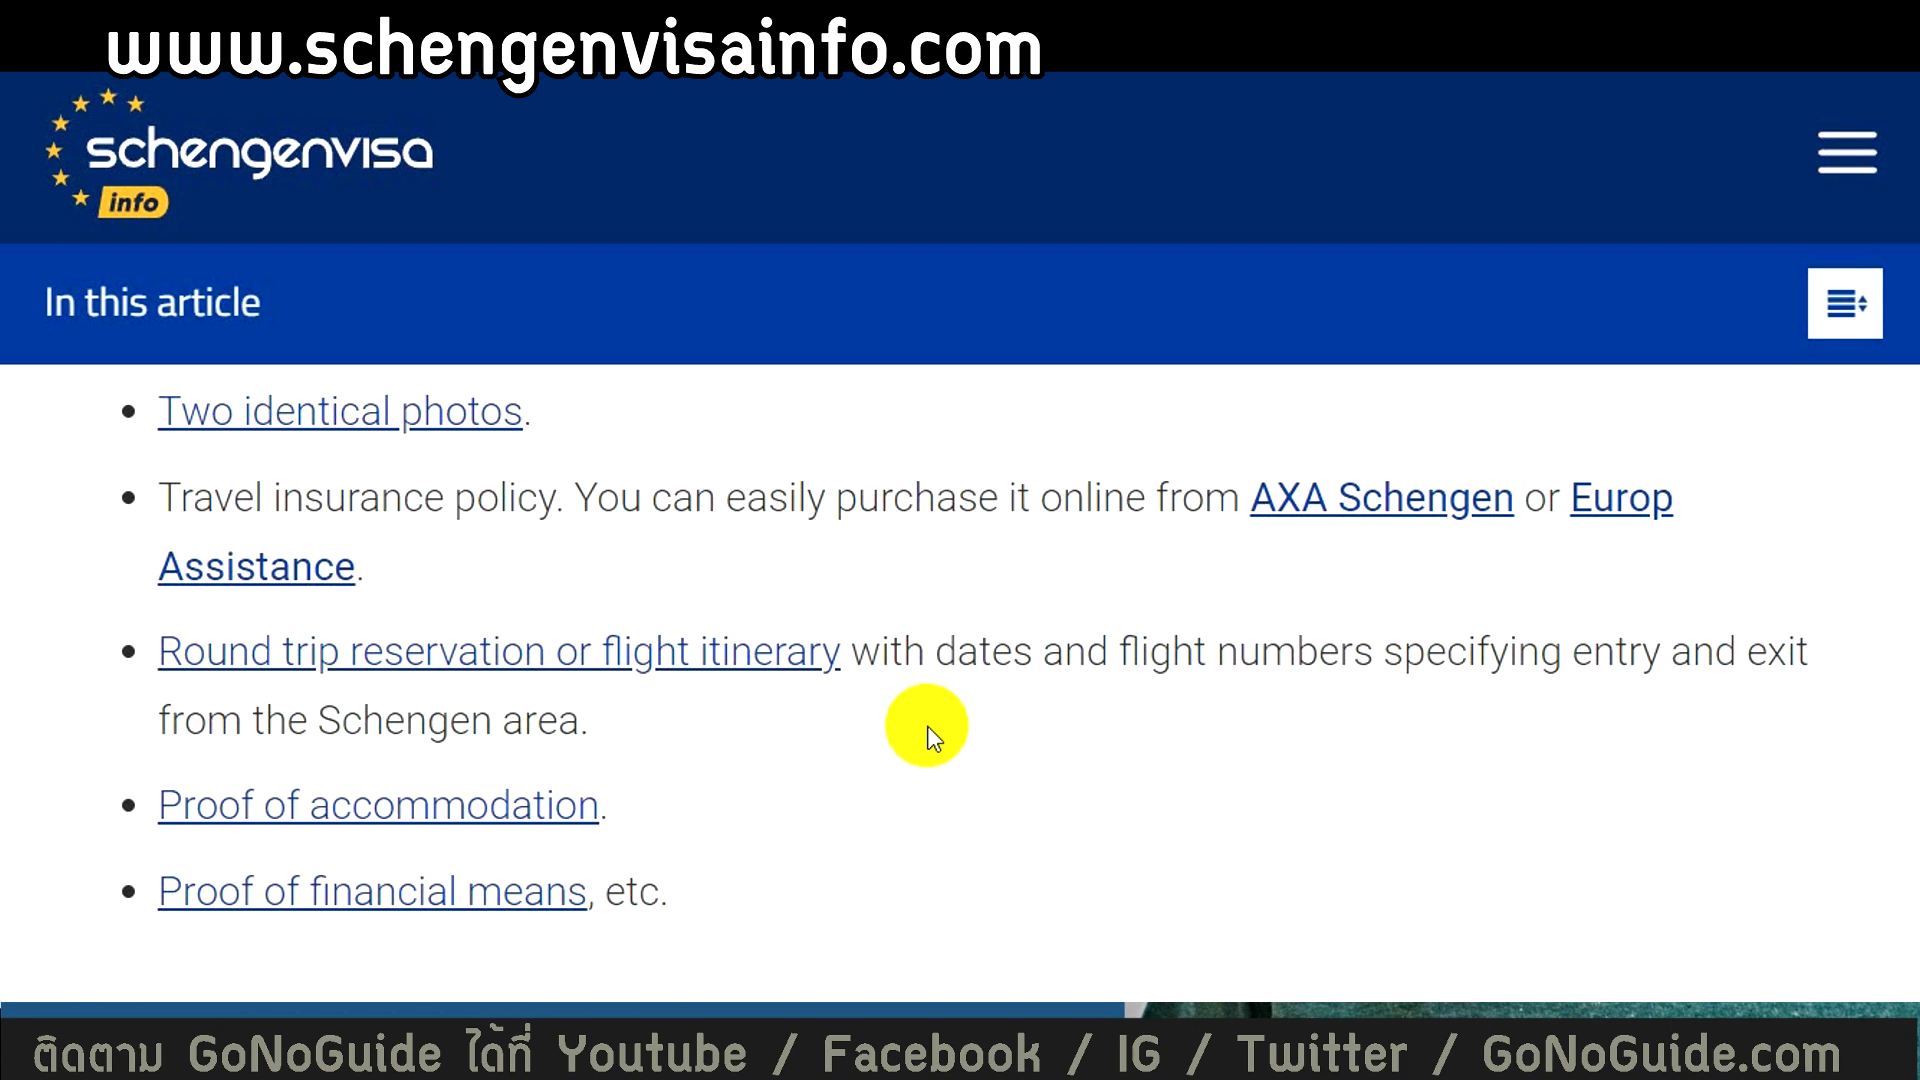 www.schengenvisainfo.com
schengenvisa
info
In this article
• Two identical photos.
• Travel insurance policy. You can easily purchase it online from AXA Schengen or Europ
Assistance.
• Round trip reservation or flight itinerary with dates and flight numbers specifying entry and exit
from the Schengen area.
• Proof of accommodation.
• Proof of financial means, etc.
ติดตาม GoNoGuide ได้ที่ Youtube / Facebook / IG / Twitter / GoNoGuide.com